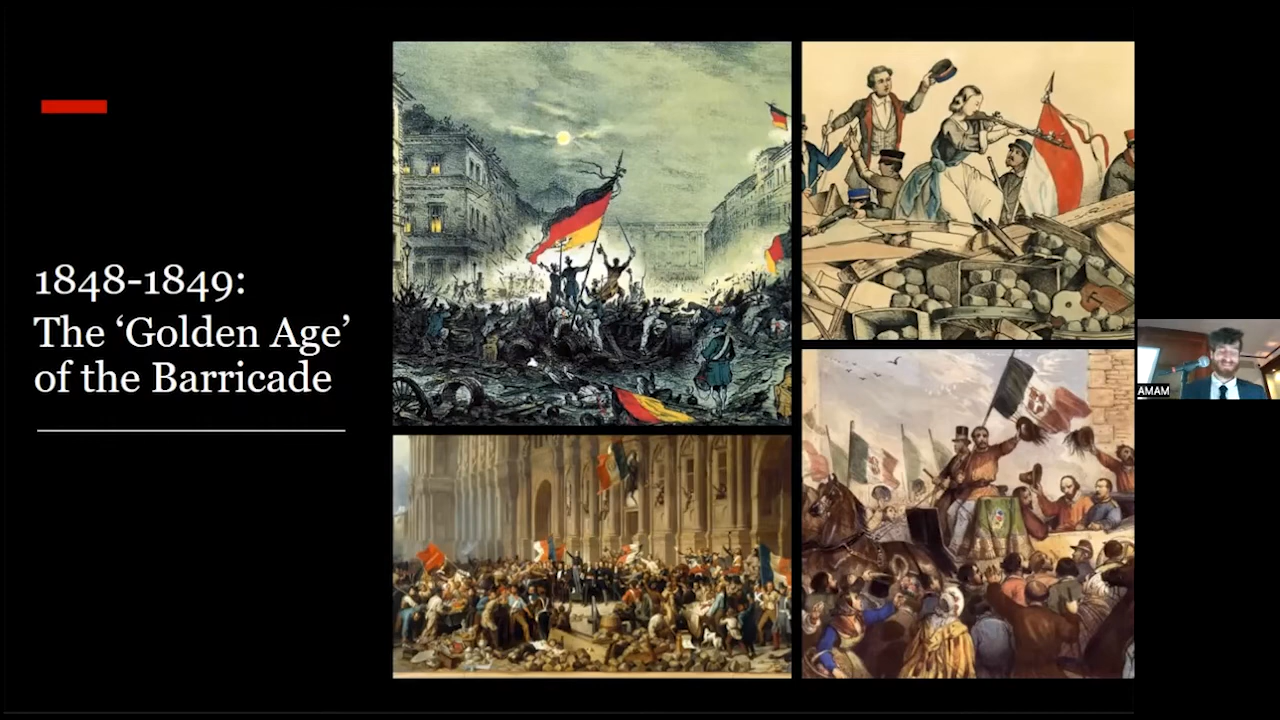 1848-1849:
The ‘Golden Age’
of the Barricade
AMAM